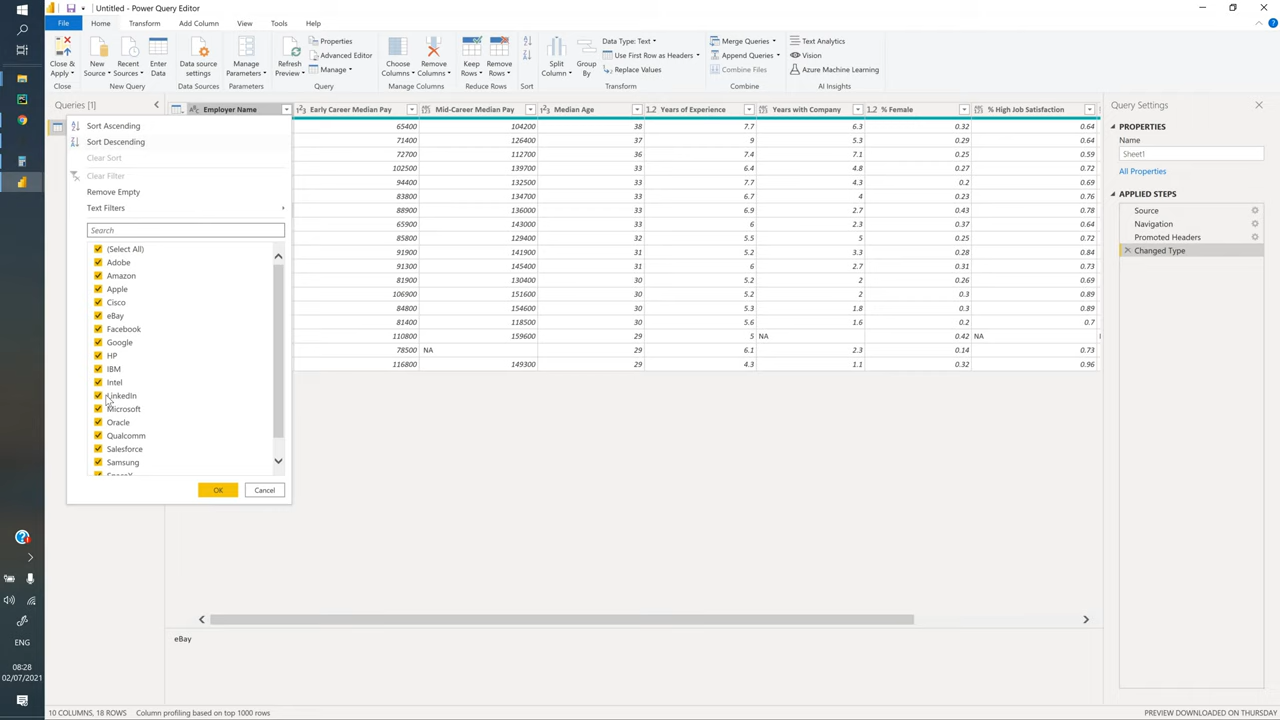 Untitled - Power Query Editor
File Home Transform Add Column View Tools Help
Close & Apply
New Source
Recent Sources
Enter Data
Data source settings
Manage Parameters
Refresh Preview
Properties
Advanced Editor
Manage
Choose Columns
Remove Columns
Keep Rows
Remove Rows
Split Column
Group By
Data Type: Text
Use First Row as Headers
Replace Values
Merge Queries
Append Queries
Combine Files
Text Analytics
Vision
Azure Machine Learning
Close New Query Data Sources Parameters Query Manage Columns Reduce Rows Sort Transform Combine AI Insights
Queries [1]
Employer Name Early Career Median Pay Mid-Career Median Pay Median Age 1.2 Years of Experience Years with Company 1.2 % Female % High Job Satisfaction
65400 104200 38 7.7 6.3 0.32 0.64
71400 126400 37 9 5.3 0.29 0.64
72700 112700 36 7.4 7.1 0.25 0.59
102500 139700 33 6.4 4.8 0.27 0.72
94400 132500 33 7.7 4.3 0.2 0.69
83800 134000 33 6.7 4 0.23 0.76
88900 136000 33 6.9 2.7 0.43 0.78
65900 143000 33 6 2.3 0.24 0.64
85800 129400 32 5.5 5 0.25 0.72
91900 141900 31 5.2 3.3 0.28 0.84
91300 145400 31 6 2.7 0.31 0.73
81900 130400 30 5.2 2 0.26 0.69
106900 151600 30 5.2 2 0.3 0.89
84800 154600 30 5.3 1.8 0.3 0.89
81400 118500 30 5.6 1.6 0.2 0.7
110800 159600 29 5 NA 0.42 NA
78500 NA 29 6.1 2.3 0.14 0.73
116800 149300 29 4.3 1.1 0.32 0.96
Sort Ascending
Sort Descending
Clear Sort
Clear Filter
Remove Empty
Text Filters
Search
(Select All)
Adobe
Amazon
Apple
Cisco
eBay
Facebook
Google
HP
IBM
Intel
LinkedIn
Microsoft
Oracle
Qualcomm
Salesforce
Samsung
SpaceX
OK Cancel
Query Settings
PROPERTIES
Name
Sheet1
All Properties
APPLIED STEPS
Source
Navigation
Promoted Headers
Changed Type
eBay
ENG
08:28
02/07/2021
10 COLUMNS, 18 ROWS Column profiling based on top 1000 rows
PREVIEW DOWNLOADED ON THURSDAY